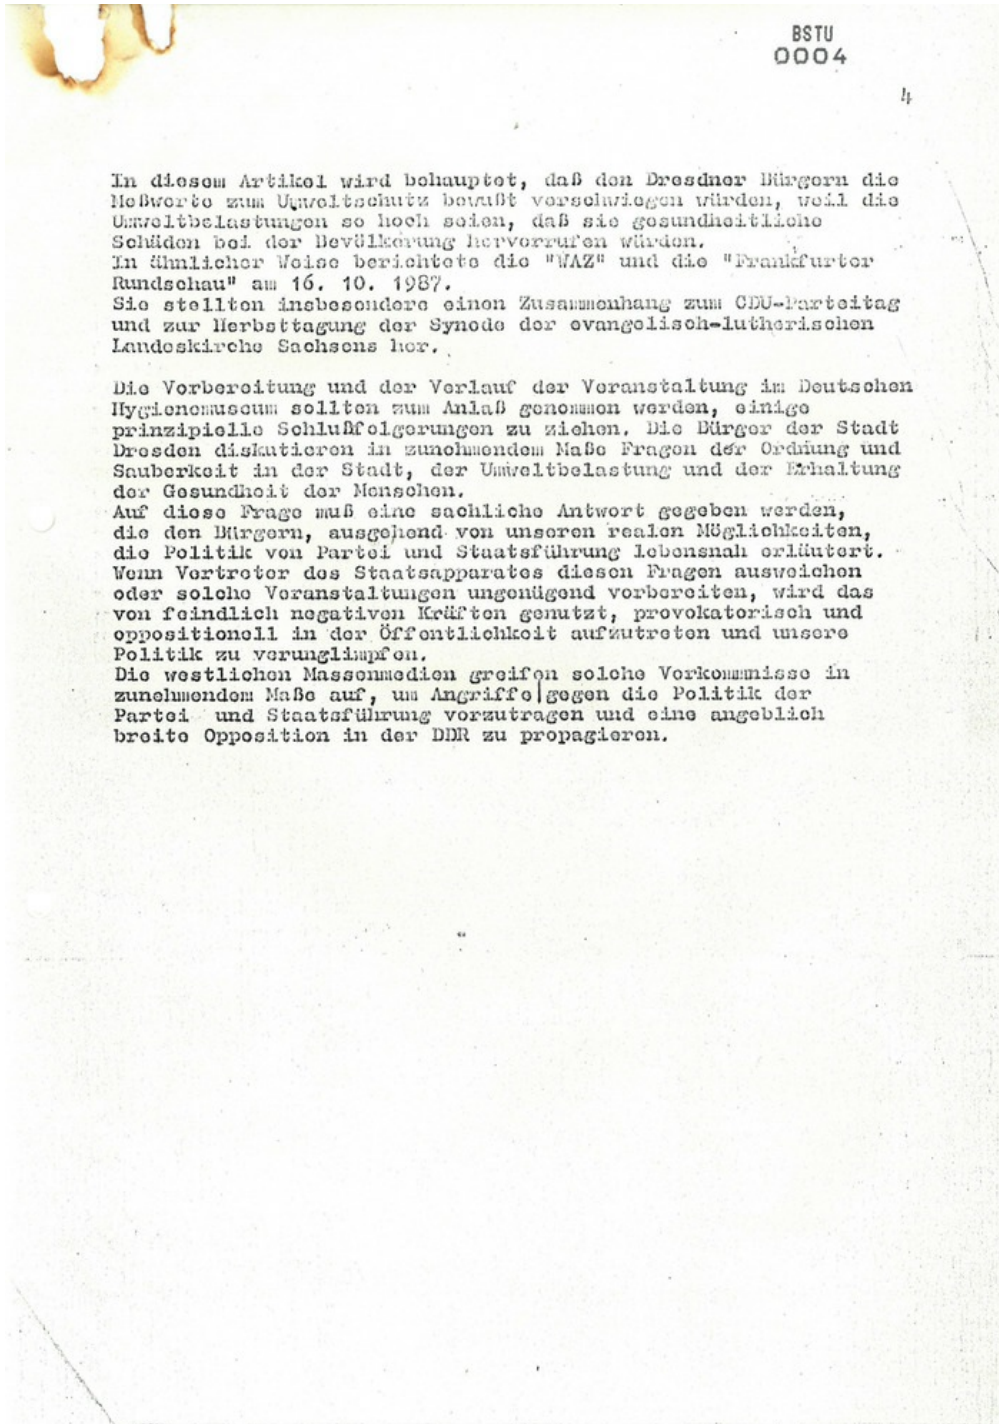 BSTU
0004
4
In diesem Artikel wird behauptet, daß den Dresdner Bürgern die
Meßwerte zum Umweltschutz bewußt verschwiegen würden, weil die
Umweltbelastungen so hoch seien, daß sie gesundheitliche
Schäden bei der Bevölkerung hervorrufen würden.
In ähnlicher Weise berichtete die "WAZ" und die "Frankfurter
Rundschau" am 16. 10. 1987.
Sie stellten insbesondere einen Zusammenhang zum CDU-Parteitag
und zur Herbsttagung der Synode der evangelisch-lutherischen
Landeskirche Sachsens her.
Die Vorbereitung und der Verlauf der Veranstaltung im Deutschen
Hygienemuseum sollten zum Anlaß genommen werden, einige
prinzipielle Schlußfolgerungen zu ziehen. Die Bürger der Stadt
Dresden diskutieren in zunehmendem Maße Fragen der Ordnung und
Sauberkeit in der Stadt, der Umweltbelastung und der Erhaltung
der Gesundheit der Menschen.
Auf diese Frage muß eine sachliche Antwort gegeben werden,
die den Bürgern, ausgehend von unseren realen Möglichkeiten,
die Politik von Partei und Staatsführung lebensnah erläutert.
Wenn Vertreter des Staatsapparates diesen Fragen ausweichen
oder solche Veranstaltungen ungenügend vorbereiten, wird das
von feindlich negativen Kräften genutzt, provokatorisch und
oppositionell in der Öffentlichkeit aufzutreten und unsere
Politik zu verunglimpfen.
Die westlichen Massenmedien greifen solche Vorkommnisse in
zunehmendem Maße auf, um Angriffe gegen die Politik der
Partei und Staatsführung vorzutragen und eine angeblich
breite Opposition in der DDR zu propagieren.